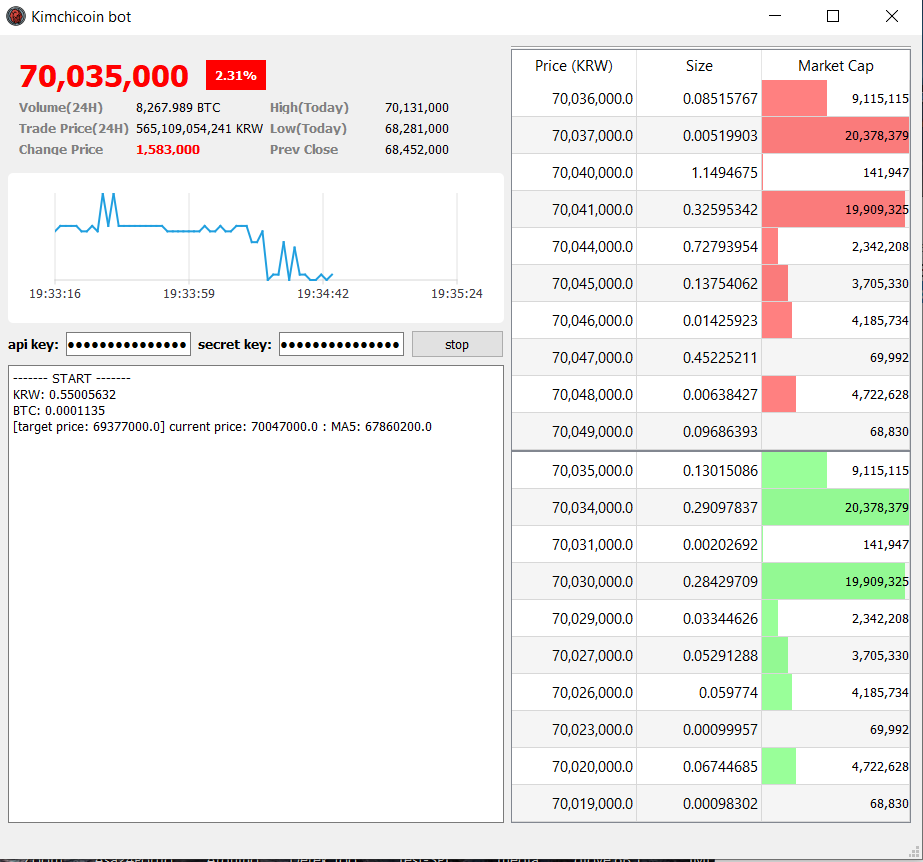 Kimchicoin bot
70,035,000 2.31%
Volume(24H) 8,267.989 BTC High(Today) 70,131,000
Trade Price(24H) 565,109,054,241 KRW Low(Today) 68,281,000
Change Price 1,583,000 Prev Close 68,452,000
19:33:16 19:33:59 19:34:42 19:35:24
api key: secret key: stop
------- START -------
KRW: 0.55005632
BTC: 0.0001135
[target price: 69377000.0] current price: 70047000.0 : MA5: 67860200.0
Price (KRW) Size Market Cap
70,036,000.0 0.08515767 9,115,115
70,037,000.0 0.00519903 20,378,379
70,040,000.0 1.1494675 141,947
70,041,000.0 0.32595342 19,909,325
70,044,000.0 0.72793954 2,342,208
70,045,000.0 0.13754062 3,705,330
70,046,000.0 0.01425923 4,185,734
70,047,000.0 0.45225211 69,992
70,048,000.0 0.00638427 4,722,628
70,049,000.0 0.09686393 68,830
70,035,000.0 0.13015086 9,115,115
70,034,000.0 0.29097837 20,378,379
70,031,000.0 0.00202692 141,947
70,030,000.0 0.28429709 19,909,325
70,029,000.0 0.03344626 2,342,208
70,027,000.0 0.05291288 3,705,330
70,026,000.0 0.059774 4,185,734
70,023,000.0 0.00099957 69,992
70,020,000.0 0.06744685 4,722,628
70,019,000.0 0.00098302 68,830